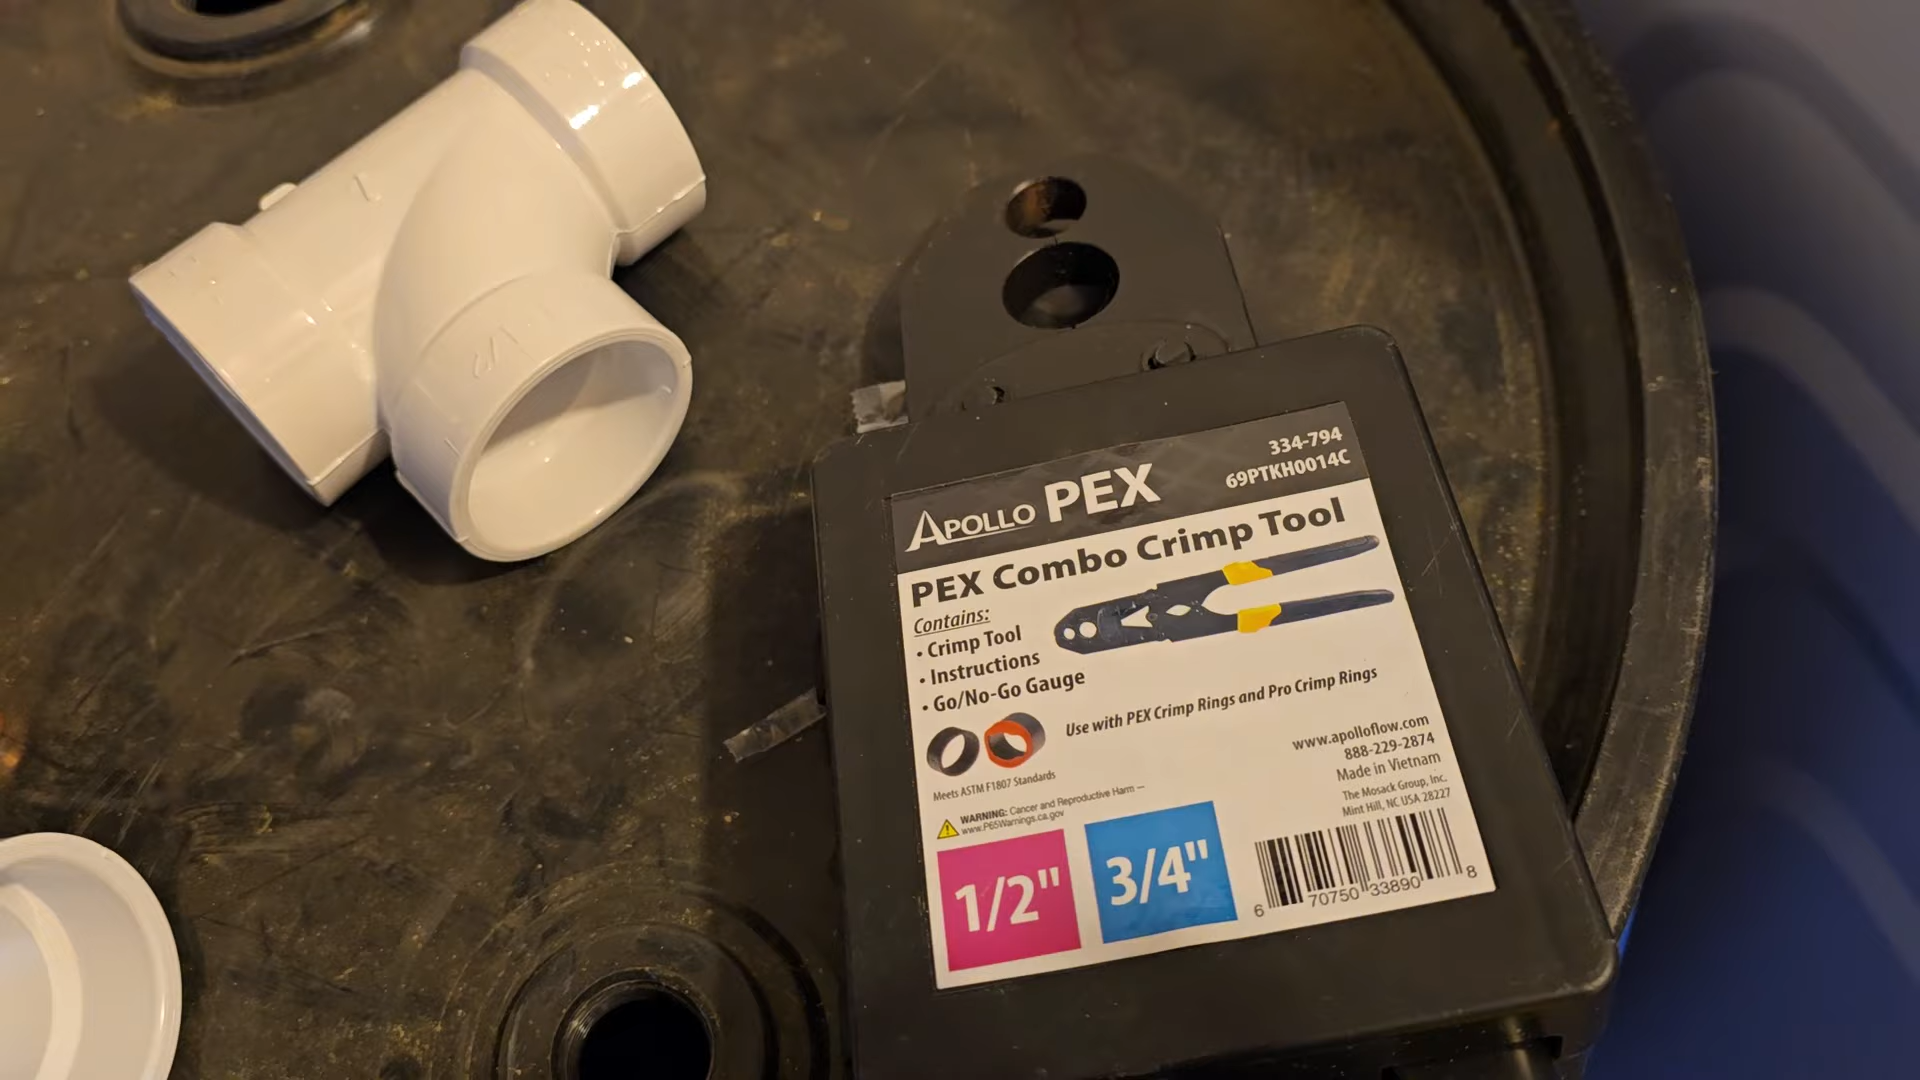 334-794
69PTKH0014C
APOLLO PEX
PEX Combo Crimp Tool
Contains:
• Crimp Tool
• Instructions
• Go/No-Go Gauge
Use with PEX Crimp Rings and Pro Crimp Rings
Meets ASTM F1807 Standards
WARNING: Cancer and Reproductive Harm —
www.P65Warnings.ca.gov
www.apolloflow.com
888-229-2874
Made in Vietnam
The Mosack Group, Inc.
Mint Hill, NC USA 28227
1/2"
3/4"
6 70750 33890 8